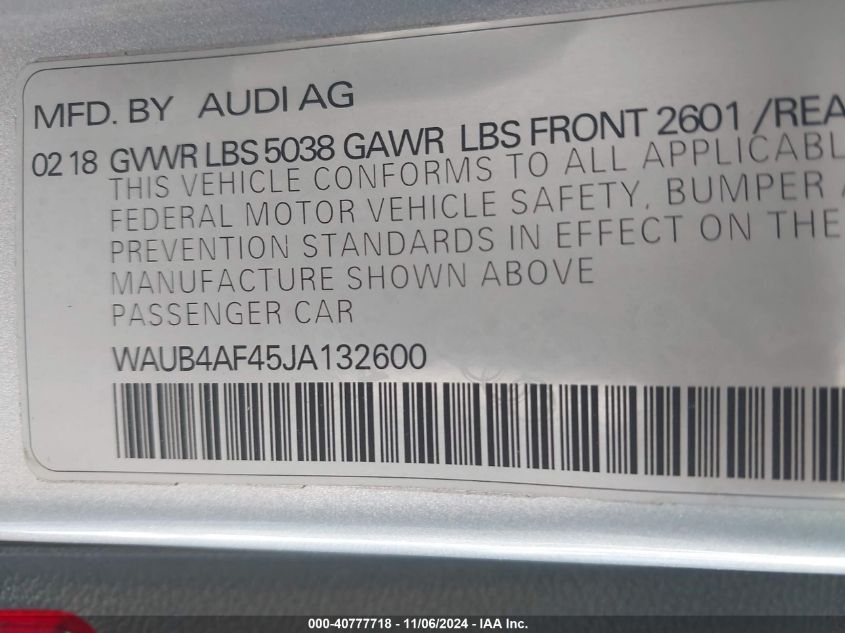 MFD. BY AUDI AG
02 18 GVWR LBS 5038 GAWR LBS FRONT 2601 /REA
THIS VEHICLE CONFORMS TO ALL APPLICABL
FEDERAL MOTOR VEHICLE SAFETY, BUMPER
PREVENTION STANDARDS IN EFFECT ON THE
MANUFACTURE SHOWN ABOVE
PASSENGER CAR
WAUB4AF45JA132600
000-40777718 - 11/06/2024 - IAA Inc.